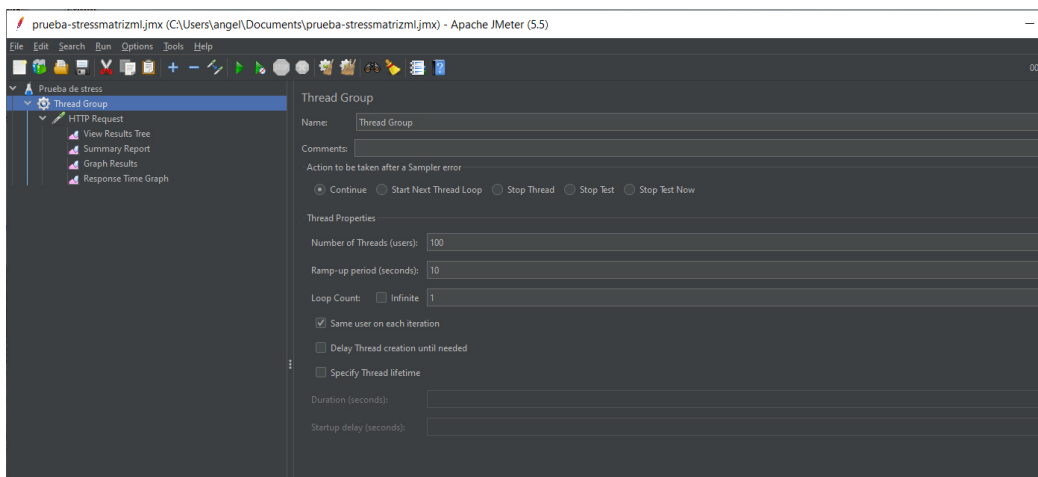 prueba-stressmatrizml.jmx (C:\Users\angel\Documents\prueba-stressmatrizml.jmx) - Apache JMeter (5.5)
File Edit Search Run Options Tools Help
00
Prueba de stress
Thread Group
HTTP Request
View Results Tree
Summary Report
Graph Results
Response Time Graph
Thread Group
Name: Thread Group
Comments:
Action to be taken after a Sampler error
Continue Start Next Thread Loop Stop Thread Stop Test Stop Test Now
Thread Properties
Number of Threads (users): 100
Ramp-up period (seconds): 10
Loop Count: Infinite 1
Same user on each iteration
Delay Thread creation until needed
Specify Thread lifetime
Duration (seconds):
Startup delay (seconds):